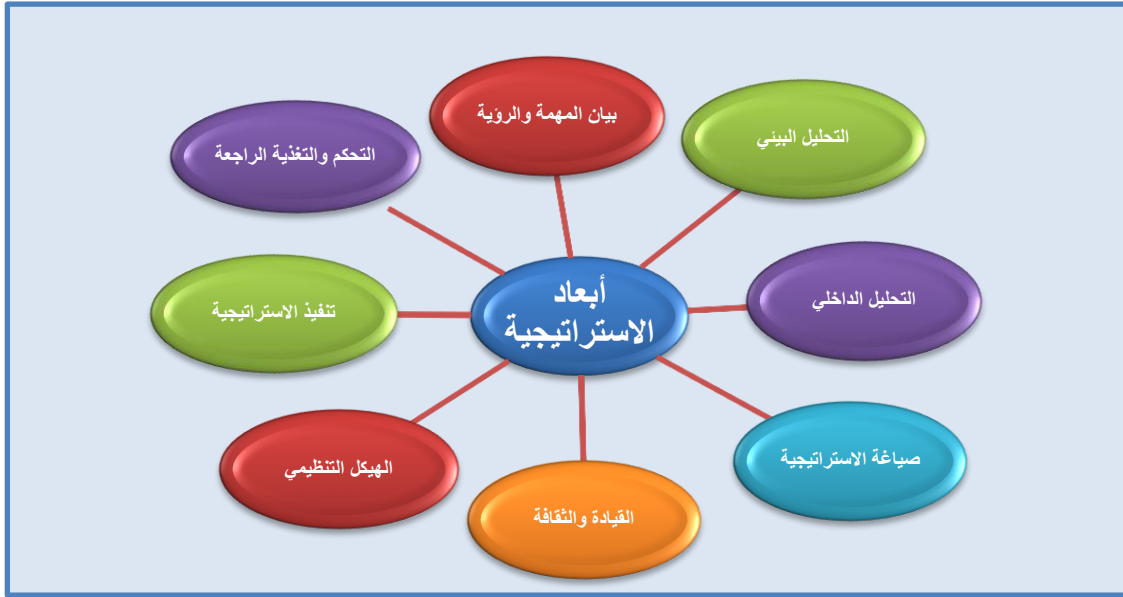 أبعاد
الاستراتيجية
بيان المهمة والرؤية
التحليل البيئي
التحليل الداخلي
صياغة الاستراتيجية
القيادة والثقافة
الهيكل التنظيمي
تنفيذ الاستراتيجية
التحكم والتغذية الراجعة